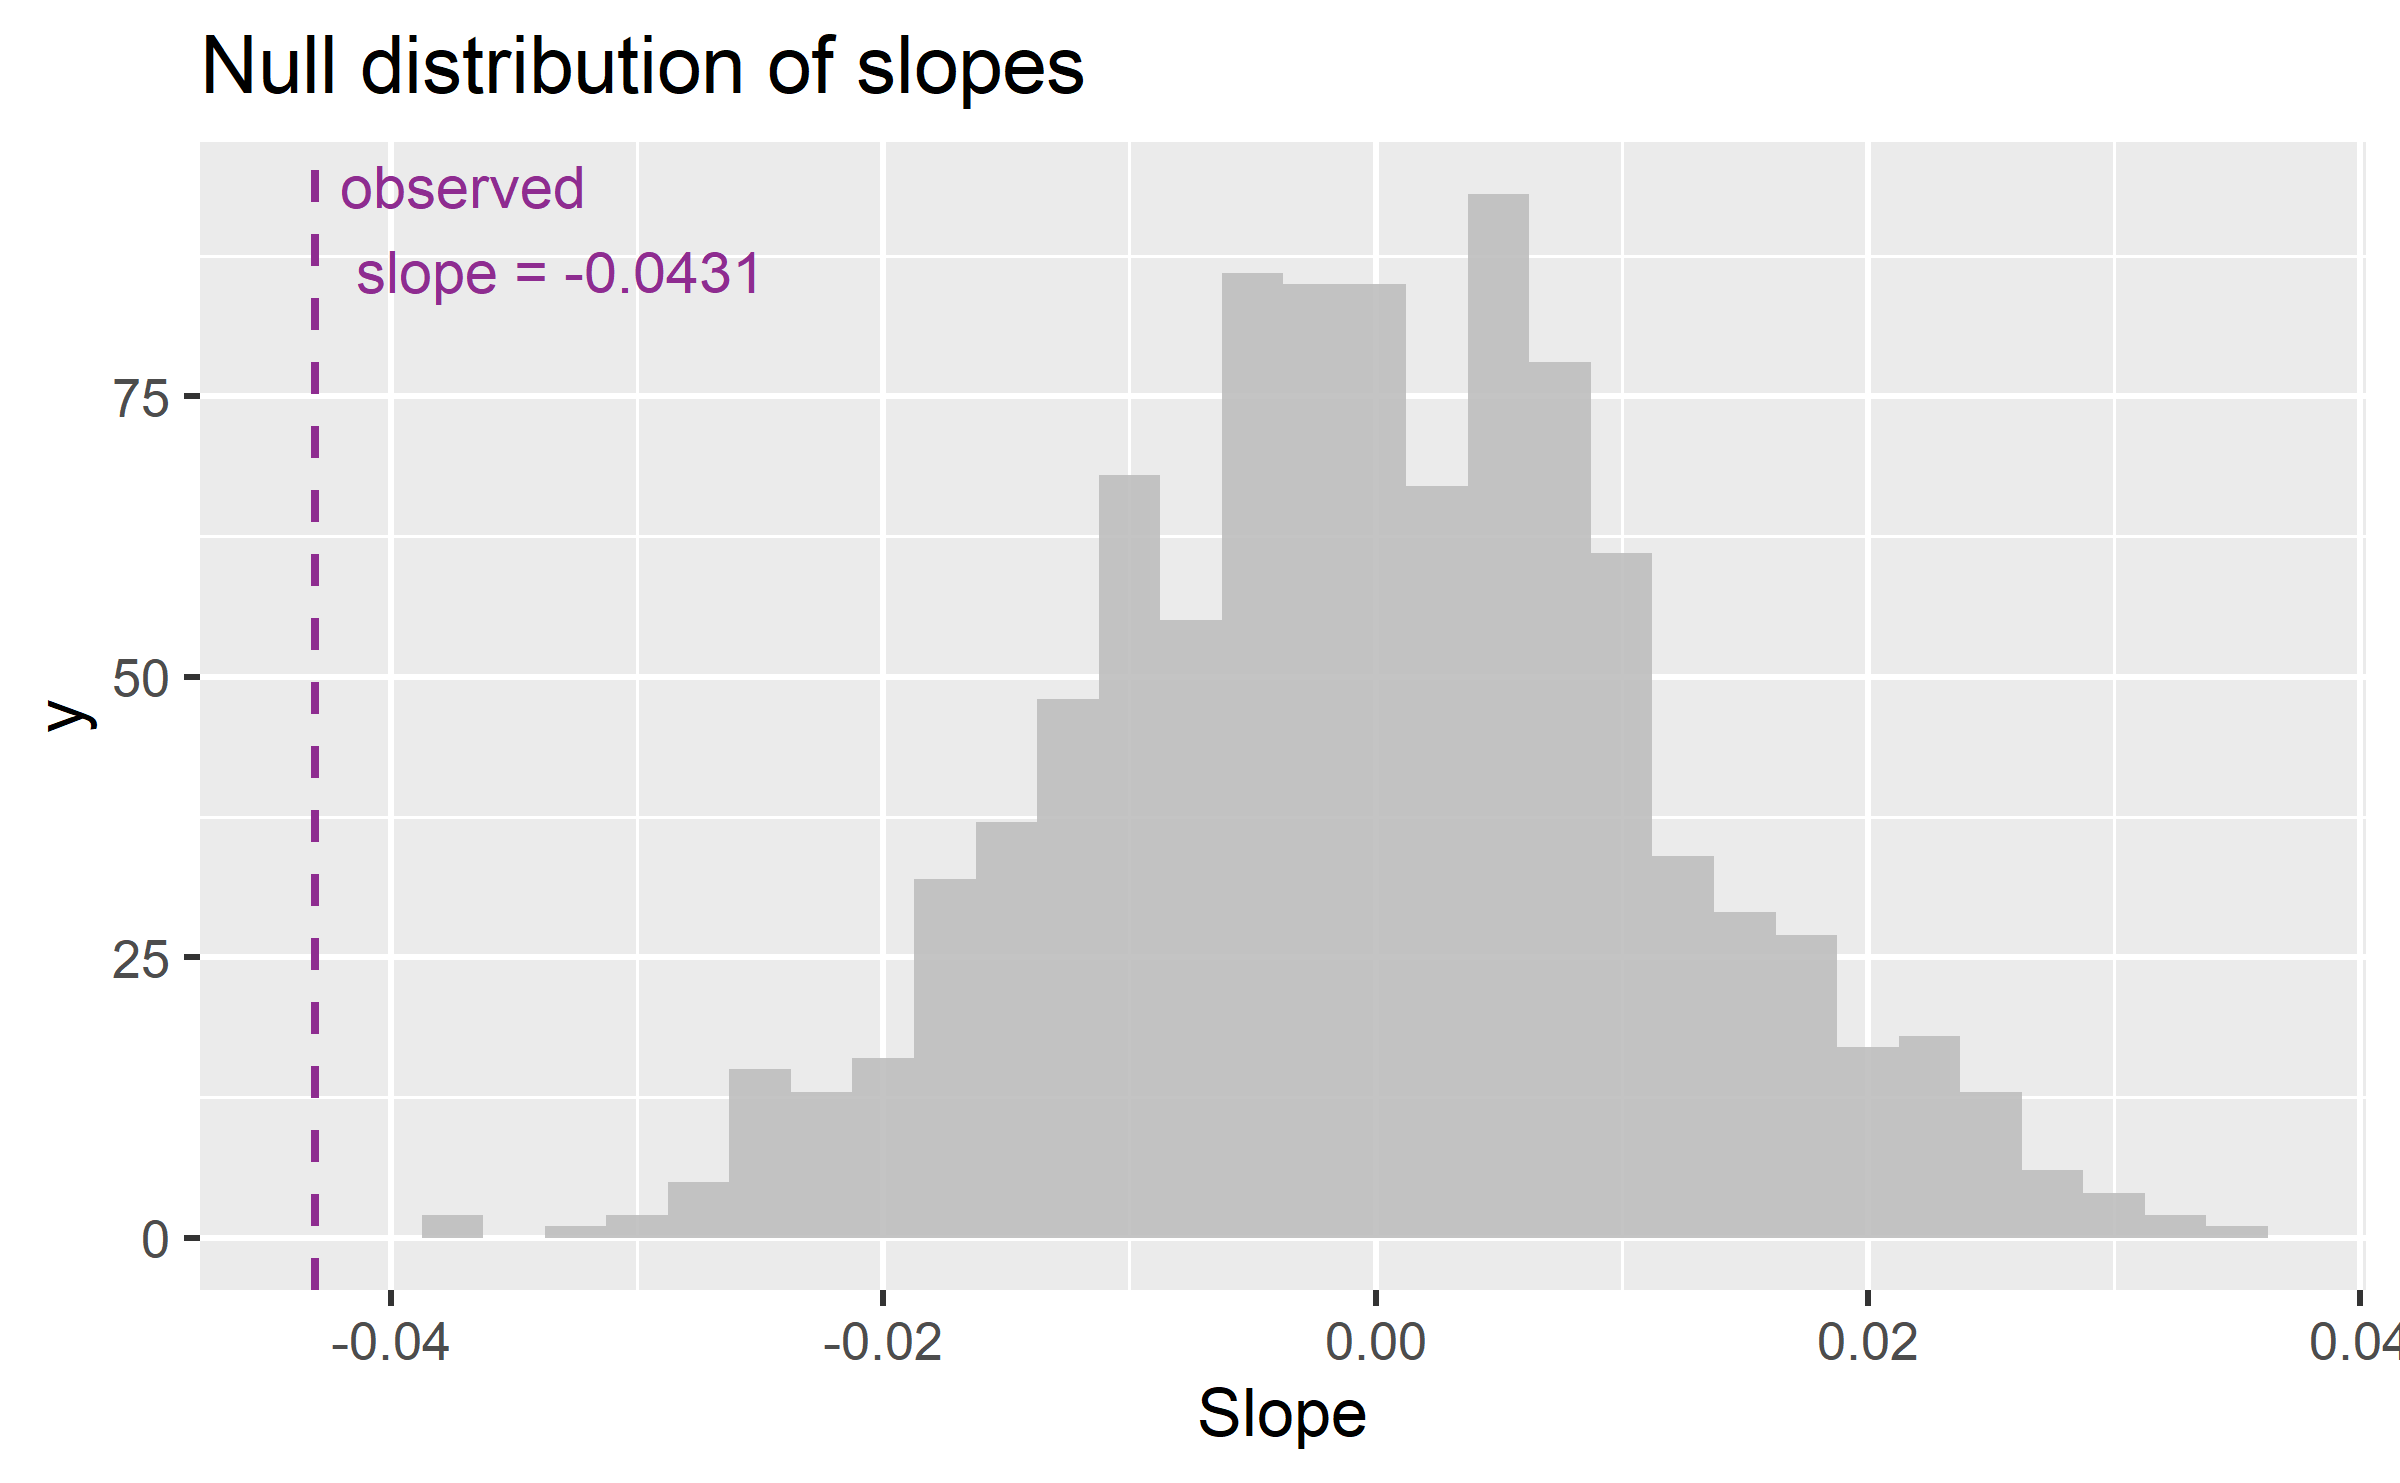 Null distribution of slopes
observed
slope = -0.0431
75
50
25
0
y
-0.04
-0.02
0.00
0.02
0.04
Slope